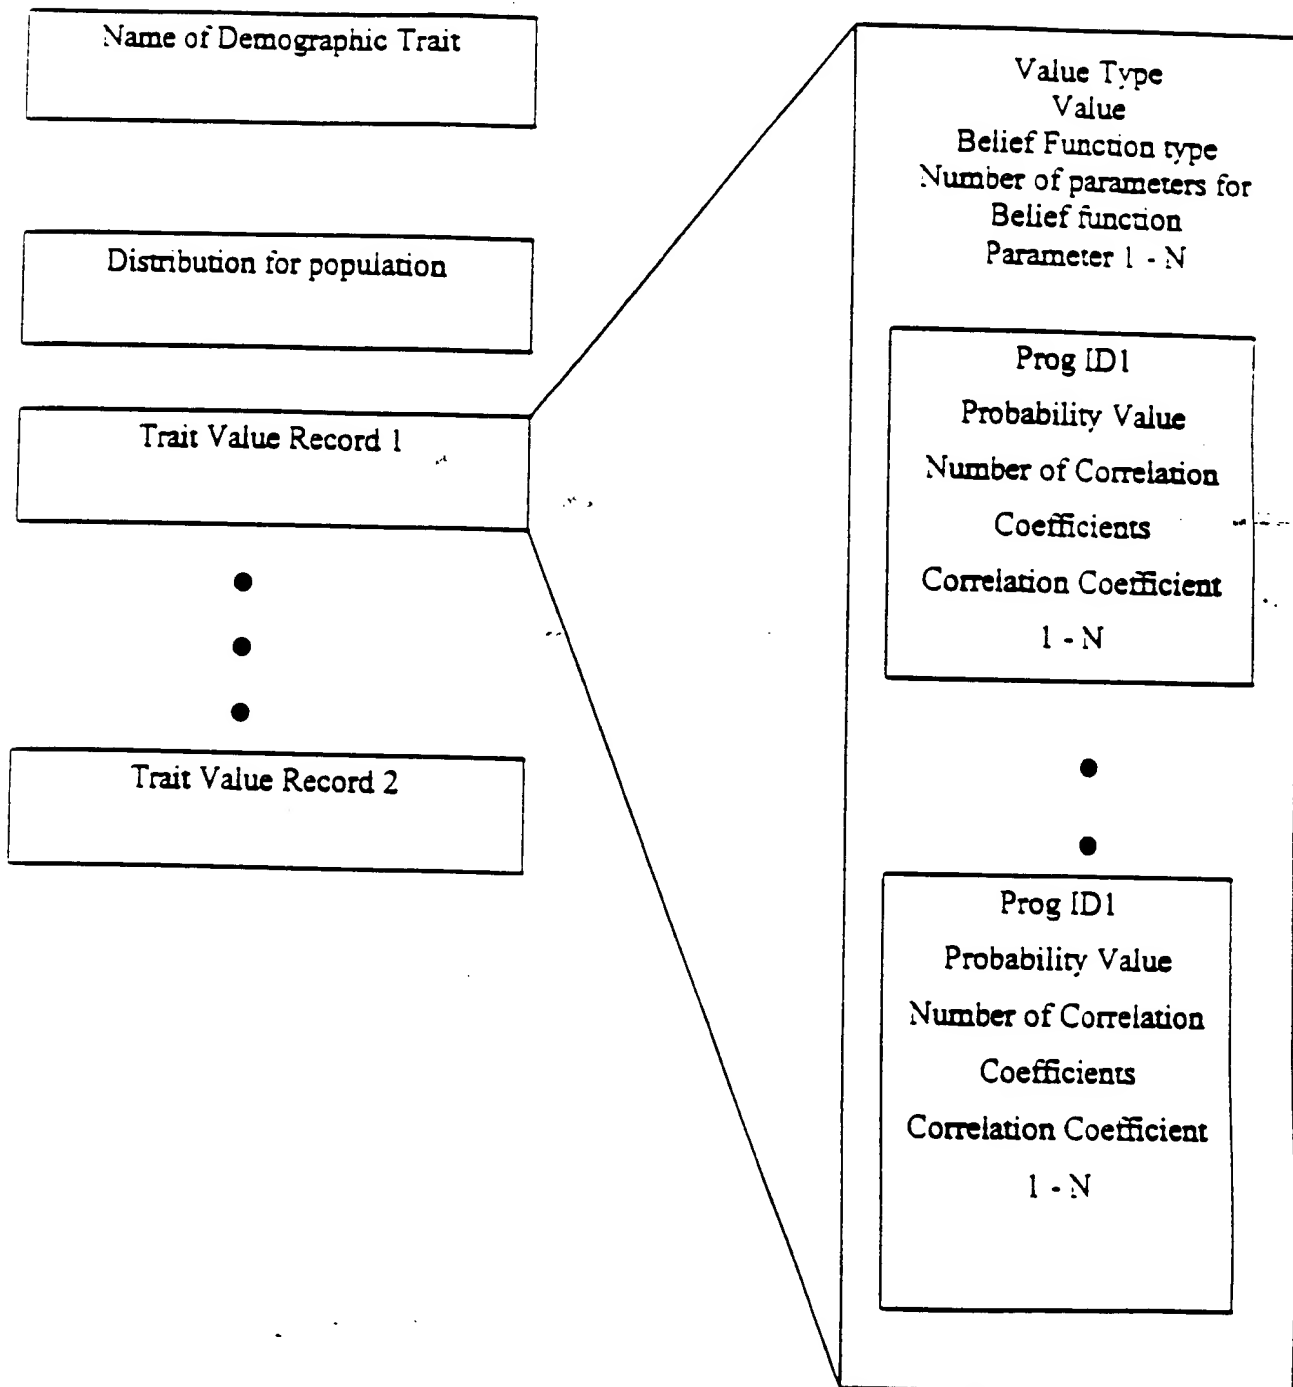 Name of Demographic Trait
Distribution for population
Trait Value Record 1
Trait Value Record 2
Value Type
Value
Belief Function type
Number of parameters for
Belief function
Parameter 1 - N
Prog ID1
Probability Value
Number of Correlation
Coefficients
Correlation Coefficient
1 - N
Prog ID1
Probability Value
Number of Correlation
Coefficients
Correlation Coefficient
1 - N